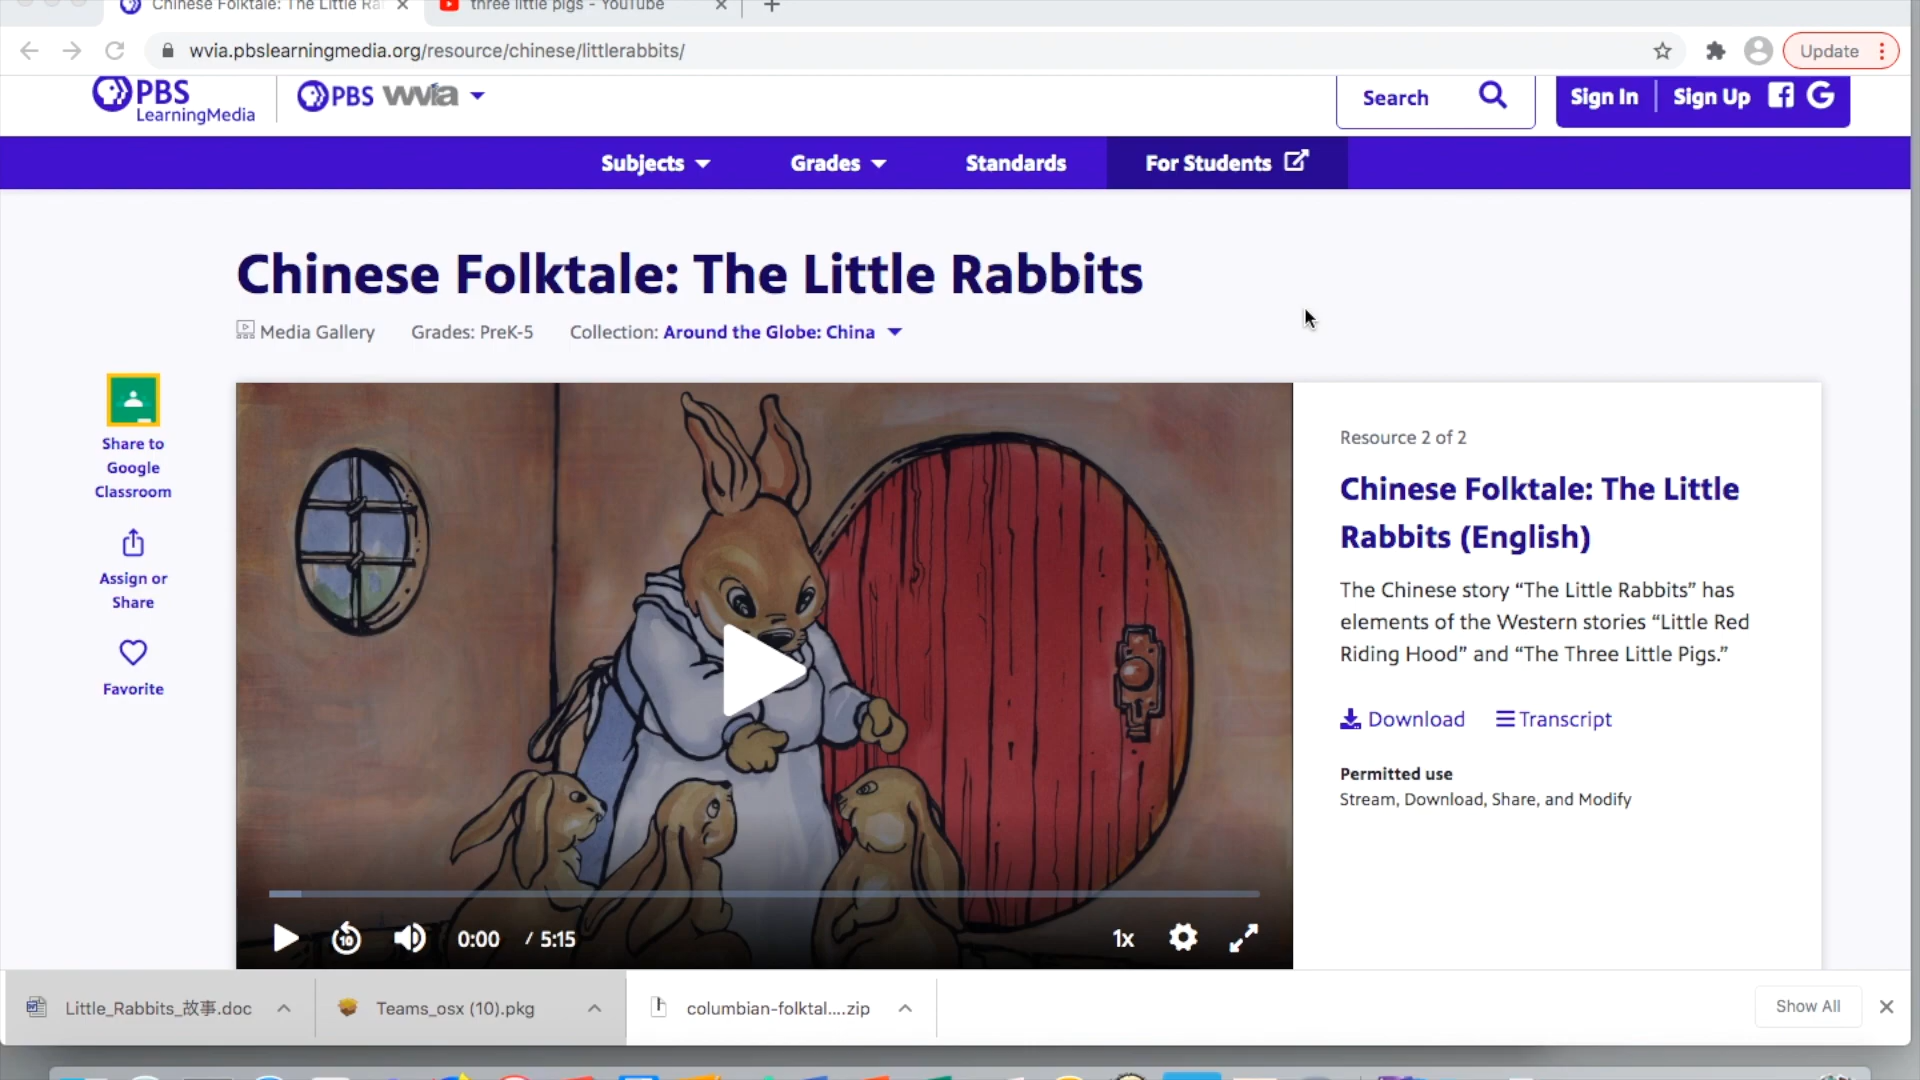 Chinese Folktale: The Little Ra
three little pigs - YouTube
wvia.pbslearningmedia.org/resource/chinese/littlerabbits/
Update
PBS
LearningMedia
PBS wvia
Search
Sign In
Sign Up
Subjects
Grades
Standards
For Students
Chinese Folktale: The Little Rabbits
Media Gallery
Grades: PreK-5
Collection: Around the Globe: China
Share to
Google
Classroom
Assign or
Share
Favorite
Resource 2 of 2
Chinese Folktale: The Little
Rabbits (English)
The Chinese story “The Little Rabbits” has
elements of the Western stories “Little Red
Riding Hood” and “The Three Little Pigs.”
Download
Transcript
Permitted use
Stream, Download, Share, and Modify
10
0:00 / 5:15
1x
Little_Rabbits_故事.doc
Teams_osx (10).pkg
columbian-folktal....zip
Show All